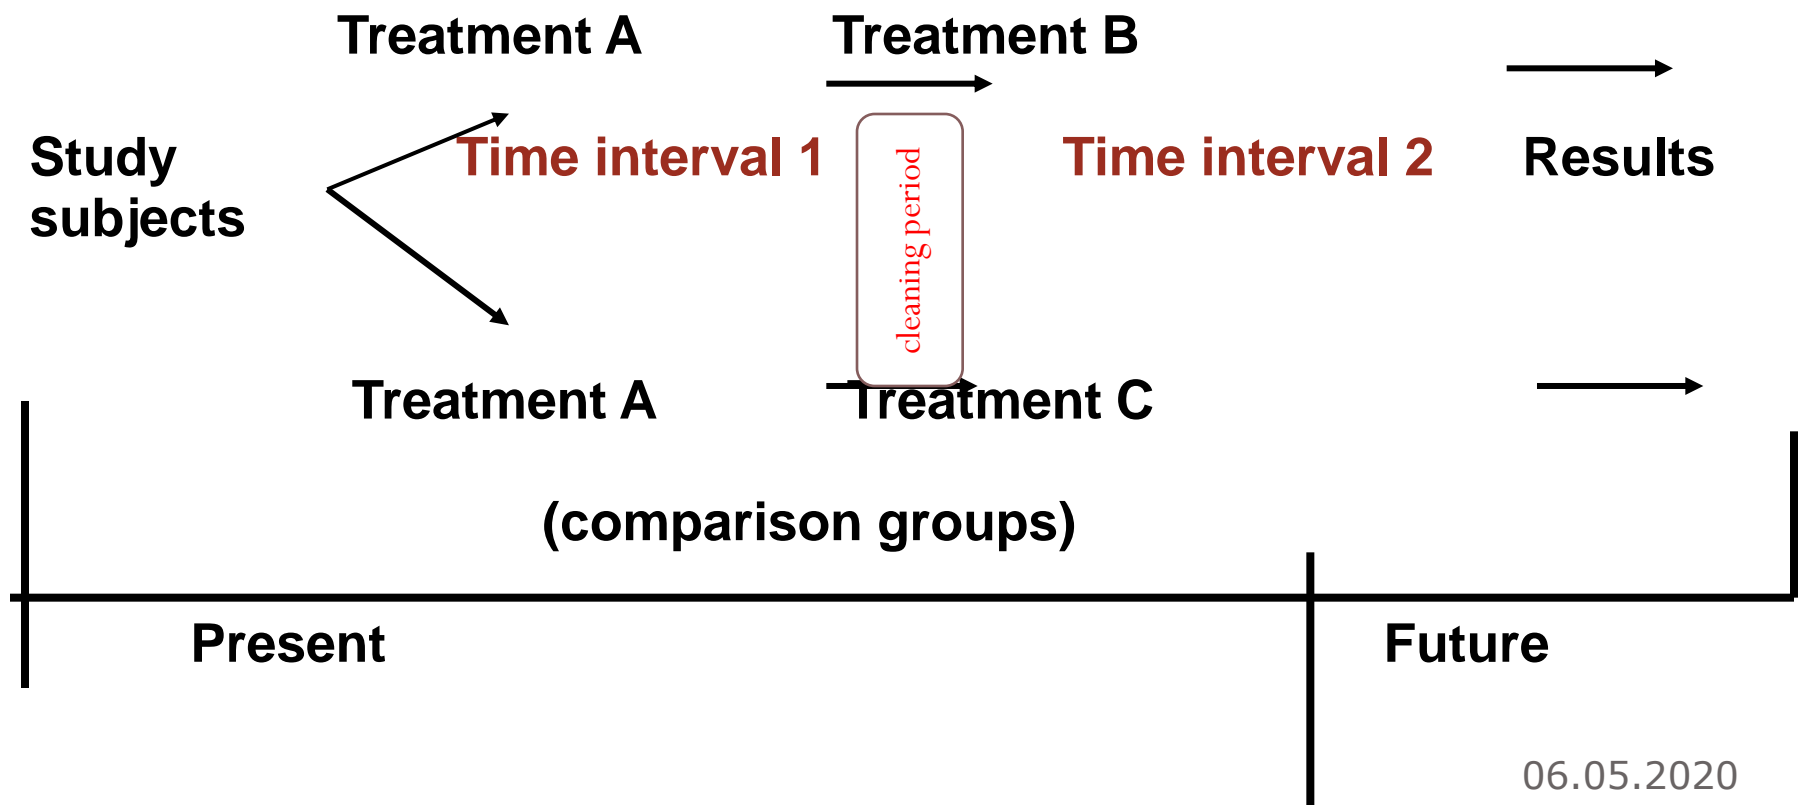 Treatment A
Treatment B
Study
subjects
Time interval 1
cleaning period
Time interval 2
Results
Treatment A
Treatment C
(comparison groups)
Present
Future
06.05.2020